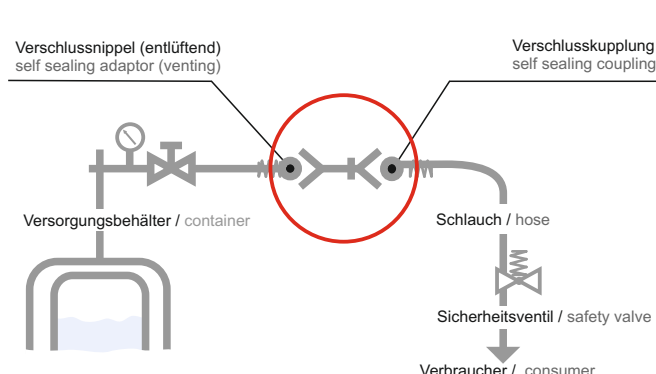 Verschlussnippel (entlüftend)
self sealing adaptor (venting)
Verschlusskupplung
self sealing coupling
Versorgungsbehälter / container
Schlauch / hose
Sicherheitsventil / safety valve
Verbraucher / consumer